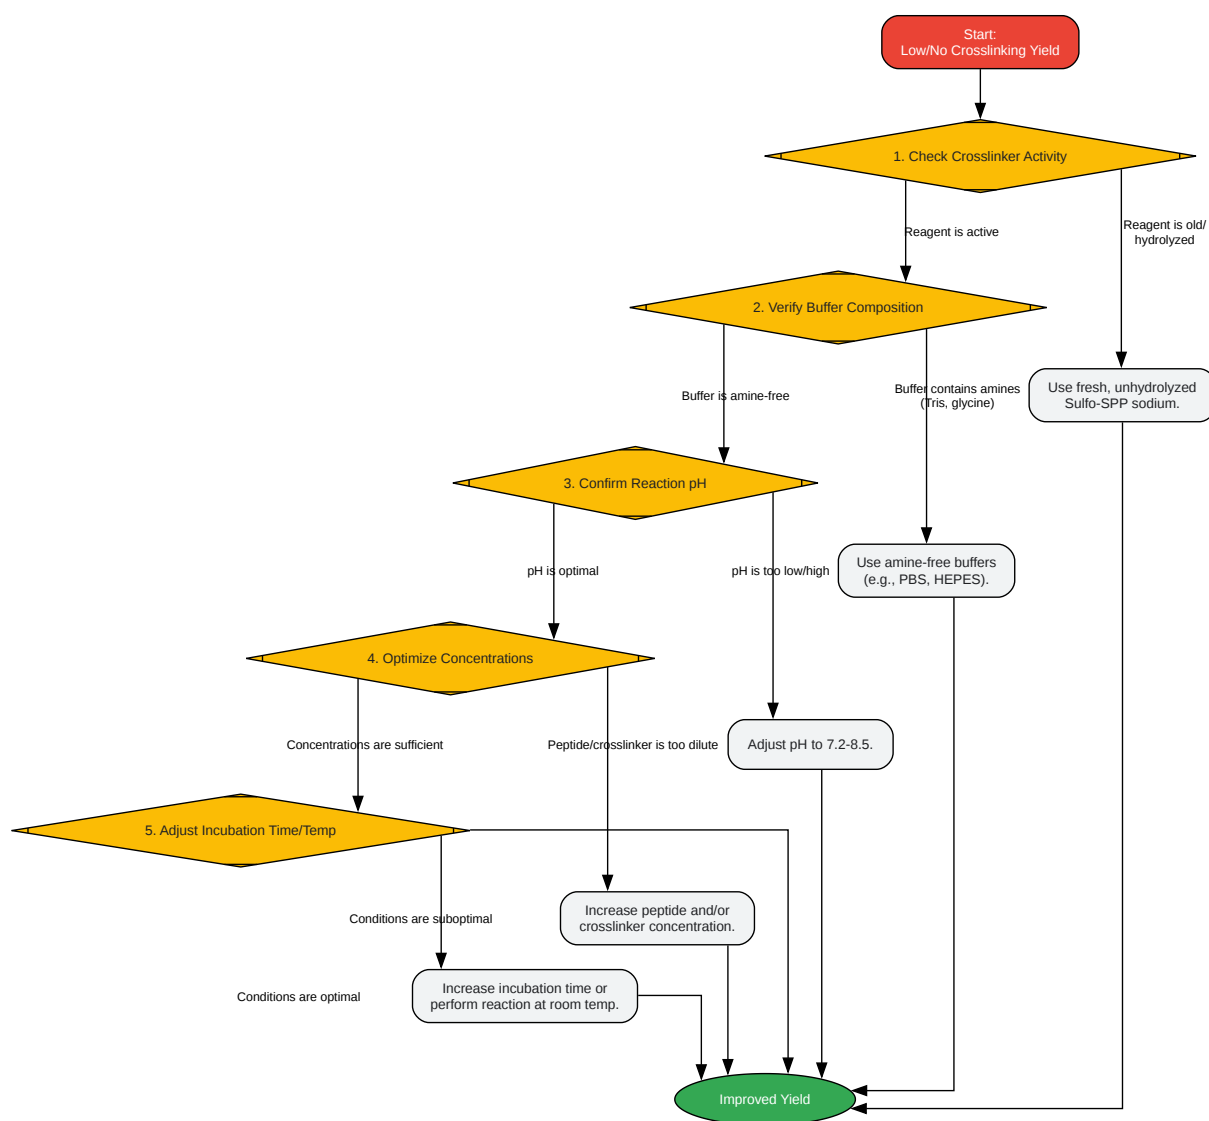 Start:
Low/No Crosslinking Yield
1. Check Crosslinker Activity
Reagent is active
Reagent is old/
hydrolyzed
2. Verify Buffer Composition
Buffer is amine-free
Buffer contains amines
(Tris, glycine)
Use fresh, unhydrolyzed
Sulfo-SPP sodium.
3. Confirm Reaction pH
pH is optimal
pH is too low/high
Use amine-free buffers
(e.g., PBS, HEPES).
4. Optimize Concentrations
Concentrations are sufficient
Peptide/crosslinker is too dilute
Adjust pH to 7.2-8.5.
5. Adjust Incubation Time/Temp
Conditions are suboptimal
Increase peptide and/or
crosslinker concentration.
Conditions are optimal
Increase incubation time or
perform reaction at room temp.
Improved Yield